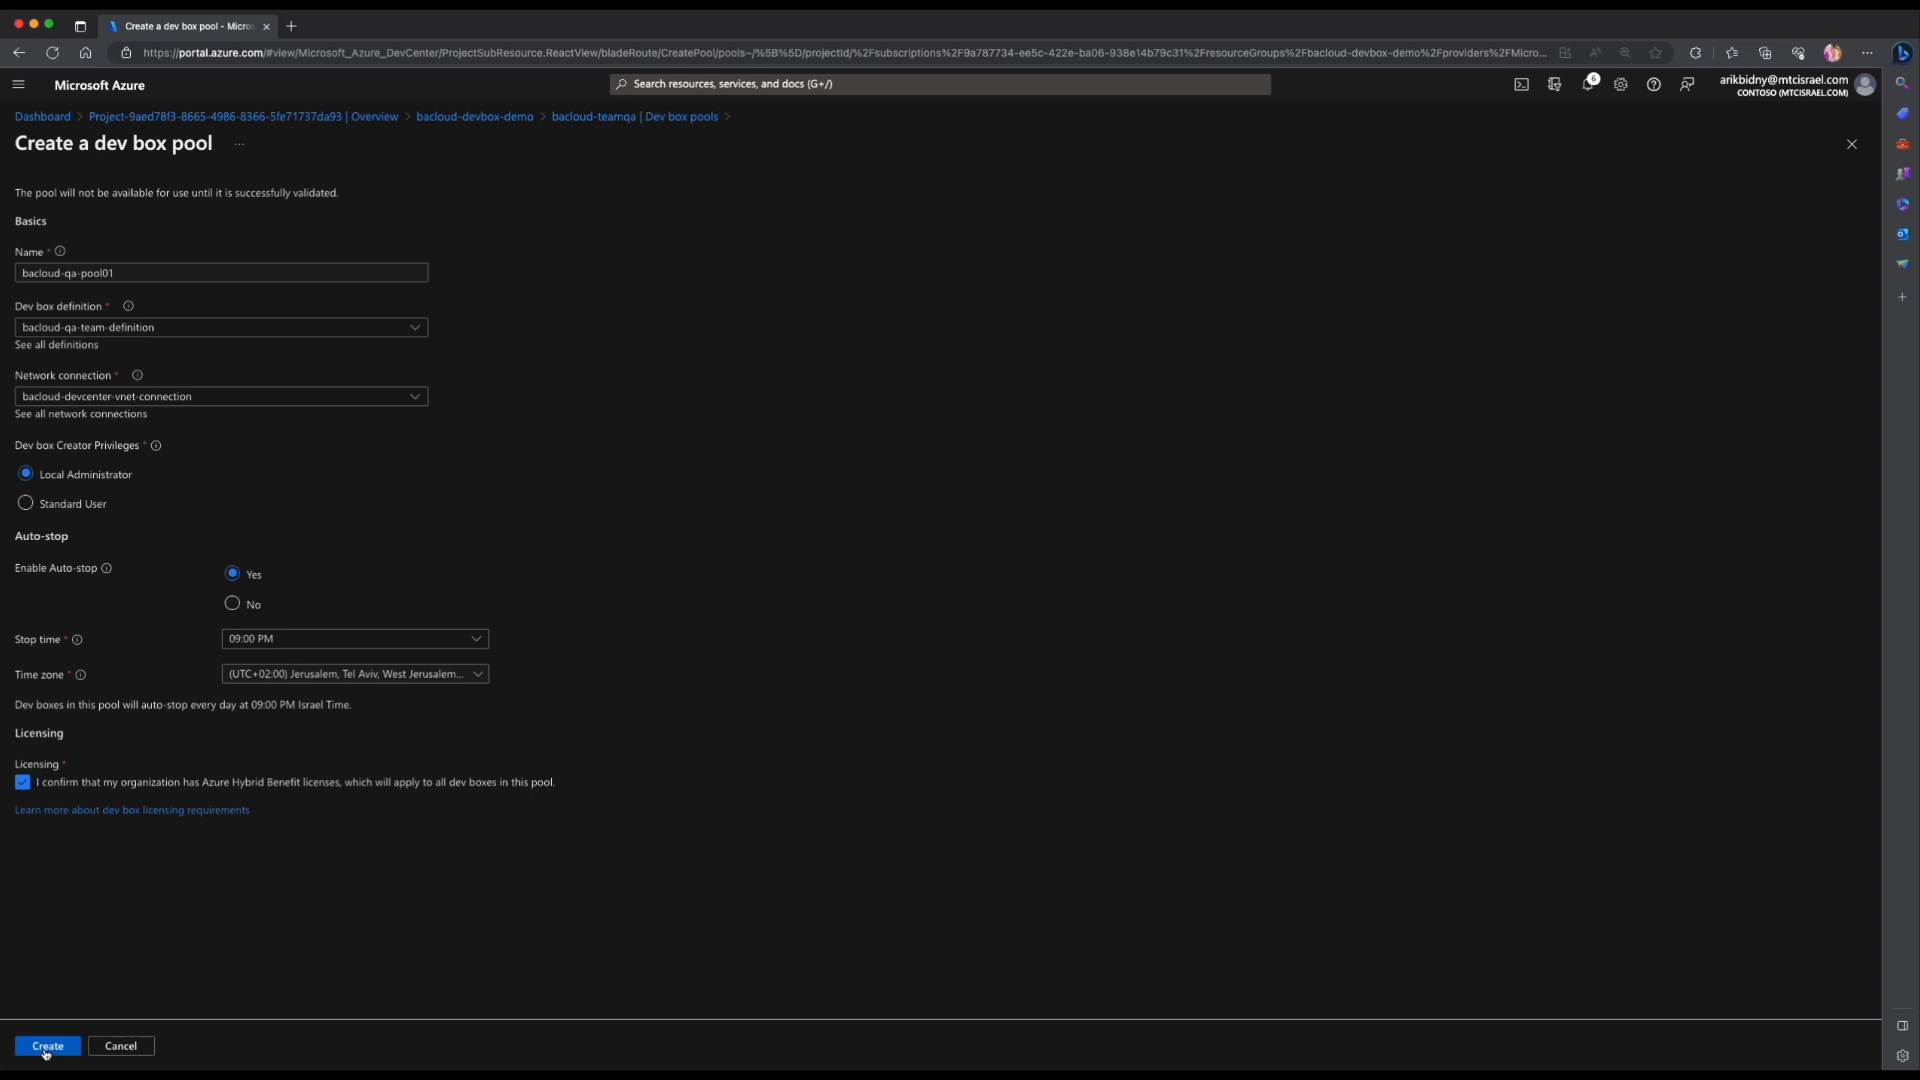 Create a dev box pool - Micros
https://portal.azure.com/#view/Microsoft_Azure_DevCenter/ProjectSubResource.ReactView/bladeRoute/CreatePool/pools~/%5B%5D/projectId/%2Fsubscriptions%2F9a787734-ee5c-422e-ba06-938e14b79c31%2FresourceGroups%2Fbacloud-devbox-demo%2Fproviders%2FMicro...
Microsoft Azure
Search resources, services, and docs (G+/)
6
arikbidny@mtcisrael.com
CONTOSO (MTCISRAEL.COM)
Dashboard > Project-9aed78f3-8665-4986-8366-5fe71737da93 | Overview > bacloud-devbox-demo > bacloud-teamqa | Dev box pools >
Create a dev box pool ...
The pool will not be available for use until it is successfully validated.
Basics
Name *
bacloud-qa-pool01
Dev box definition *
bacloud-qa-team-definition
See all definitions
Network connection *
bacloud-devcenter-vnet-connection
See all network connections
Dev box Creator Privileges *
Local Administrator
Standard User
Auto-stop
Enable Auto-stop
Yes
No
Stop time *
09:00 PM
Time zone *
(UTC+02:00) Jerusalem, Tel Aviv, West Jerusalem...
Dev boxes in this pool will auto-stop every day at 09:00 PM Israel Time.
Licensing
Licensing *
I confirm that my organization has Azure Hybrid Benefit licenses, which will apply to all dev boxes in this pool.
Learn more about dev box licensing requirements
Create
Cancel